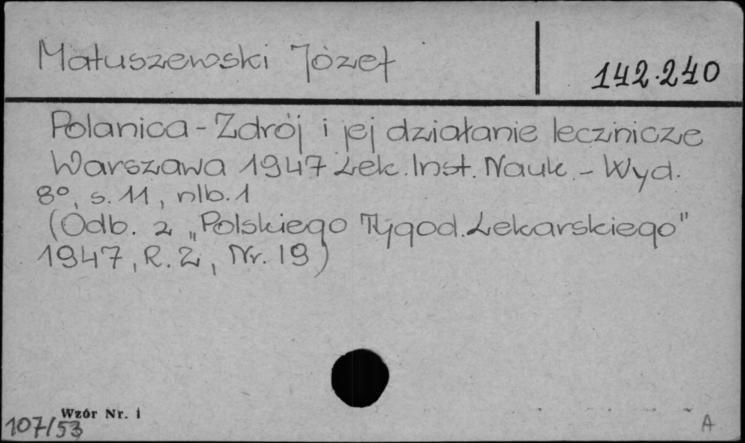 Matuszewski Józef
142.240
Polanica-Zdrój i jej działanie lecznicze
Warszawa 1947 Lek. Inst. Nauk.-Wyd.
8°, s. 11, nlb. 1
(Odb. z „Polskiego Tygod. Lekarskiego"
1947, R. 2, Nr. 19)
Wzór Nr. 1
107/53
A